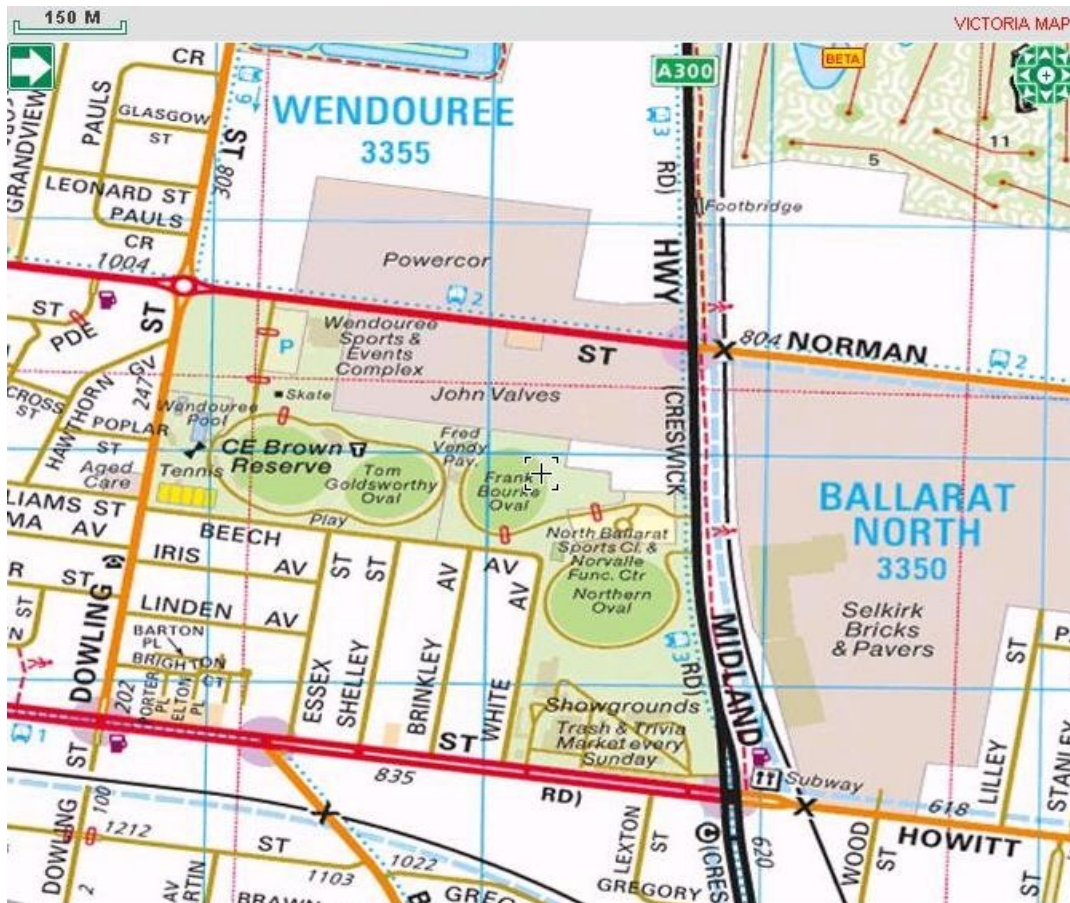 150 M
VICTORIA MAP
CR
A300
BETA
GRANDVIEW
PAULS
GLASGOW
ST
ST
9
WENDOUREE
3355
3
RD)
11
5
308
LEONARD ST
PAULS
CR
Footbridge
1004
Powercor
HWY
2
ST
PDE
ST
Wendouree
Sports &
Events
Complex
P
ST
804 NORMAN
2
CROSS
ST
HAWTHORN GV
247
Skate
John Valves
(CRESWICK
Wendouree
Pool
POPLAR
ST
Aged
Care
CE Brown
Reserve
Tennis
Tom
Goldsworthy
Oval
Fred
Vendy
Pav.
Frank
Bourke
Oval
BALLARAT
NORTH
3350
LIAMS ST
MA AV
Play
BEECH
AV
IRIS
AV
North Ballarat
Sports Cl. &
Norvalle
Func. Ctr
Northern
Oval
R ST
ST
N
LINDEN
AV
BARTON
PL
BRIGHTON
CT
PORTER
PL
ELTON
PL
DOWLING
202
ST
ESSEX
ST
SHELLEY
ST
BRINKLEY
AV
WHITE
AV
Selkirk
Bricks
& Pavers
3
RD)
MIDLAND
Showgrounds
Trash & Trivia
Market every
Sunday
ST
P
LILLEY
ST
STANLEY
ST
1
835
RD)
Subway
618
HOWITT
DOWLING
100
2
1212
ST
1103
1022
B
AV
RTIN
BRAWN
GREG
LEXTON
ST
GREGORY
(CRES
620
WOOD
ST